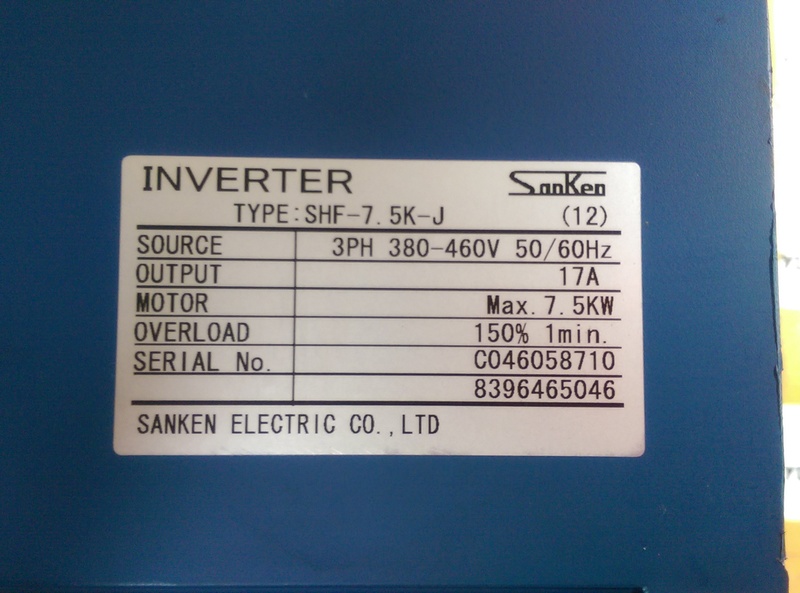 INVERTER SanKen
TYPE:SHF-7.5K-J (12)
SOURCE 3PH 380-460V 50/60Hz
OUTPUT 17A
MOTOR Max. 7.5KW
OVERLOAD 150% 1min.
SERIAL No. C046058710
8396465046
SANKEN ELECTRIC CO.,LTD